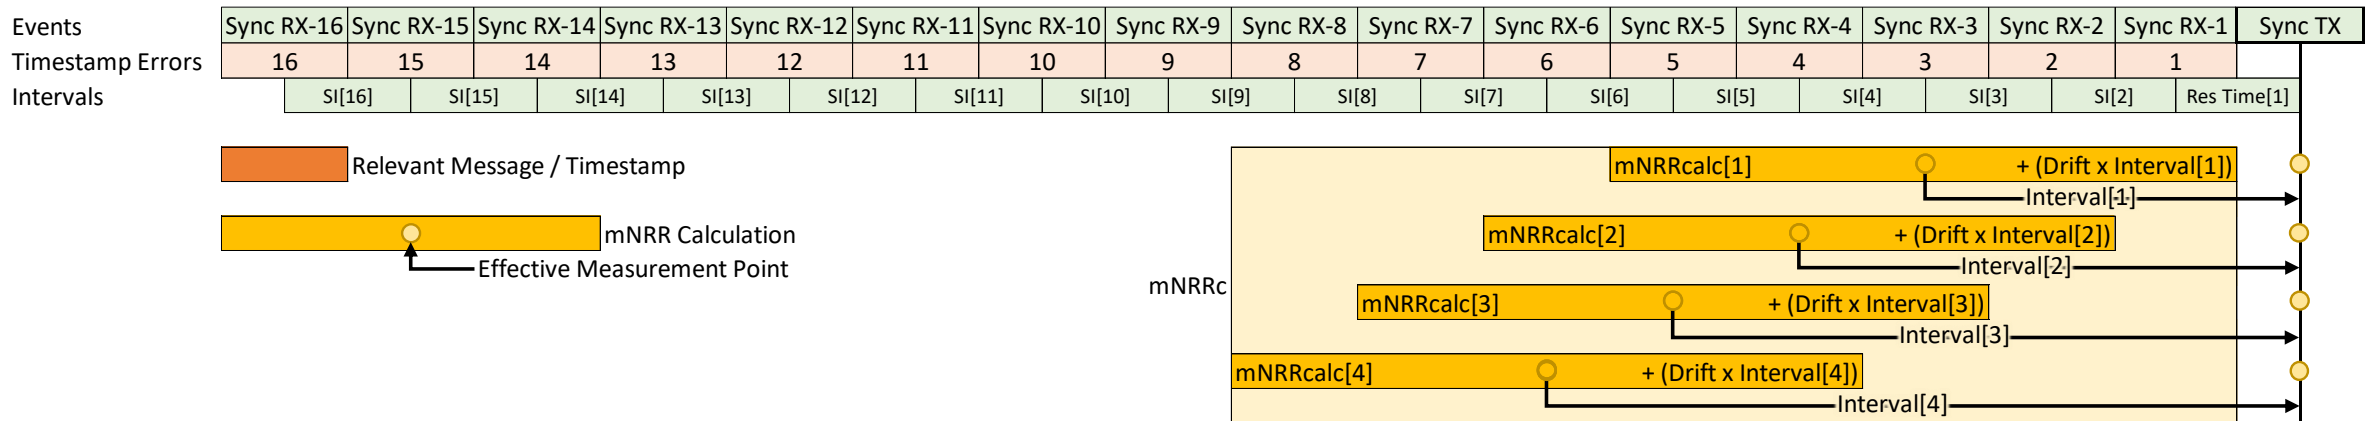 Events Sync RX-16 Sync RX-15 Sync RX-14 Sync RX-13 Sync RX-12 Sync RX-11 Sync RX-10 Sync RX-9 Sync RX-8 Sync RX-7 Sync RX-6 Sync RX-5 Sync RX-4 Sync RX-3 Sync RX-2 Sync RX-1 Sync TX
Timestamp Errors 16 15 14 13 12 11 10 9 8 7 6 5 4 3 2 1
Intervals SI[16] SI[15] SI[14] SI[13] SI[12] SI[11] SI[10] SI[9] SI[8] SI[7] SI[6] SI[5] SI[4] SI[3] SI[2] Res Time[1]
Relevant Message / Timestamp
mNRRcalc[1] + (Drift x Interval[1])
Interval[1]
mNRR Calculation
mNRRcalc[2] + (Drift x Interval[2])
Effective Measurement Point
Interval[2]
mNRRc
mNRRcalc[3] + (Drift x Interval[3])
Interval[3]
mNRRcalc[4] + (Drift x Interval[4])
Interval[4]